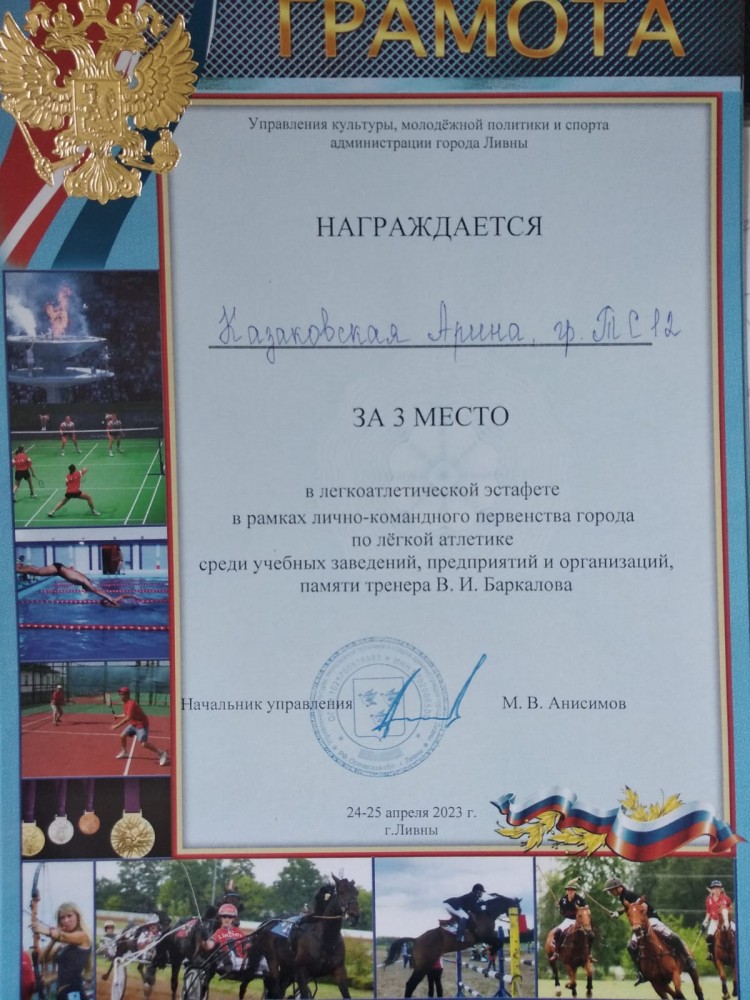 ГРАМОТА
Управления культуры, молодёжной политики и спорта
администрации города Ливны
НАГРАЖДАЕТСЯ
Казаковская Арина, гр. ТС12
ЗА 3 МЕСТО
в легкоатлетической эстафете
в рамках лично-командного первенства города
по лёгкой атлетике
среди учебных заведений, предприятий и организаций,
памяти тренера В. И. Баркалова
Начальник управления М. В. Анисимов
24-25 апреля 2023 г.
г.Ливны